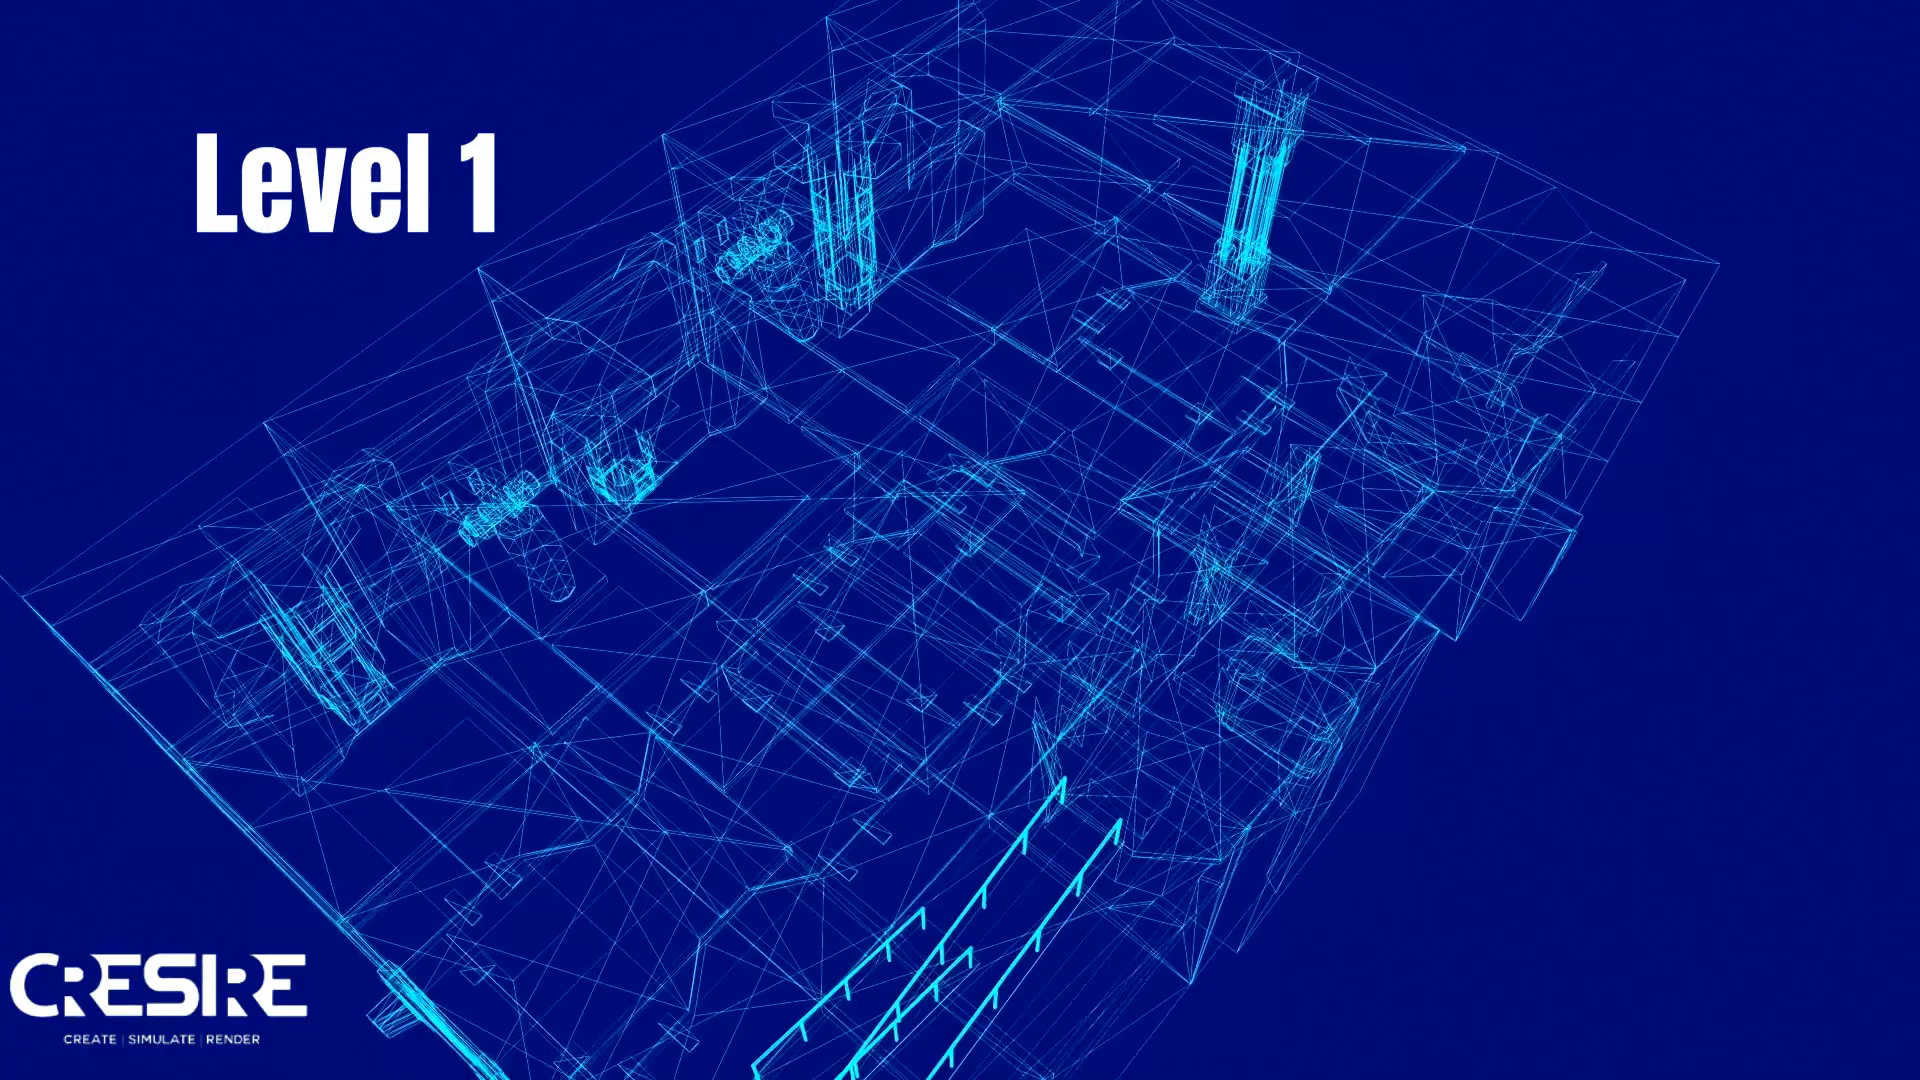 Level 1
CRESIRE
CREATE | SIMULATE | RENDER